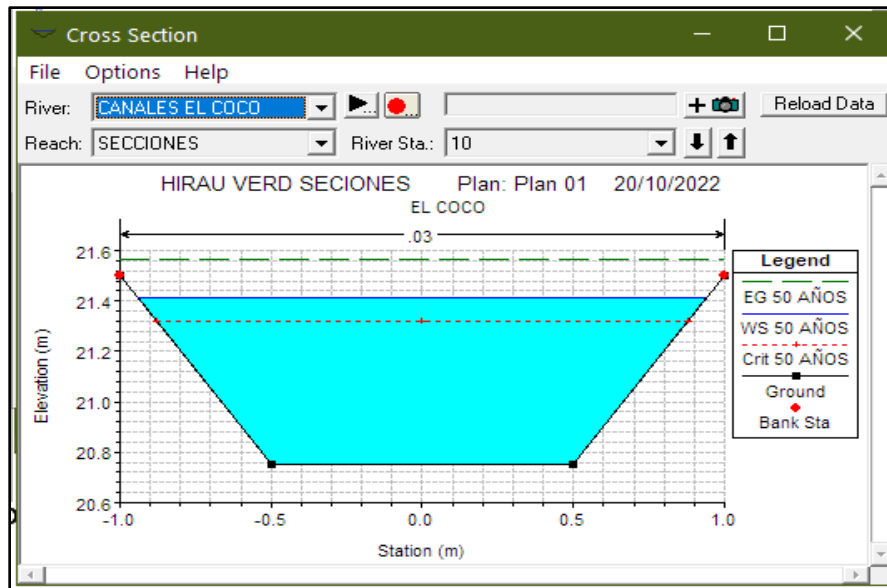 Cross Section
File Options Help
River: CANALES EL COCO Reload Data
Reach: SECCIONES River Sta.: 10
HIRAU VERD SECIONES Plan: Plan 01 20/10/2022
EL COCO
.03
21.6
21.4
21.2
21.0
20.8
20.6
Elevation (m)
-1.0 -0.5 0.0 0.5 1.0
Station (m)
Legend
EG 50 AÑOS
WS 50 AÑOS
Crit 50 AÑOS
Ground
Bank Sta